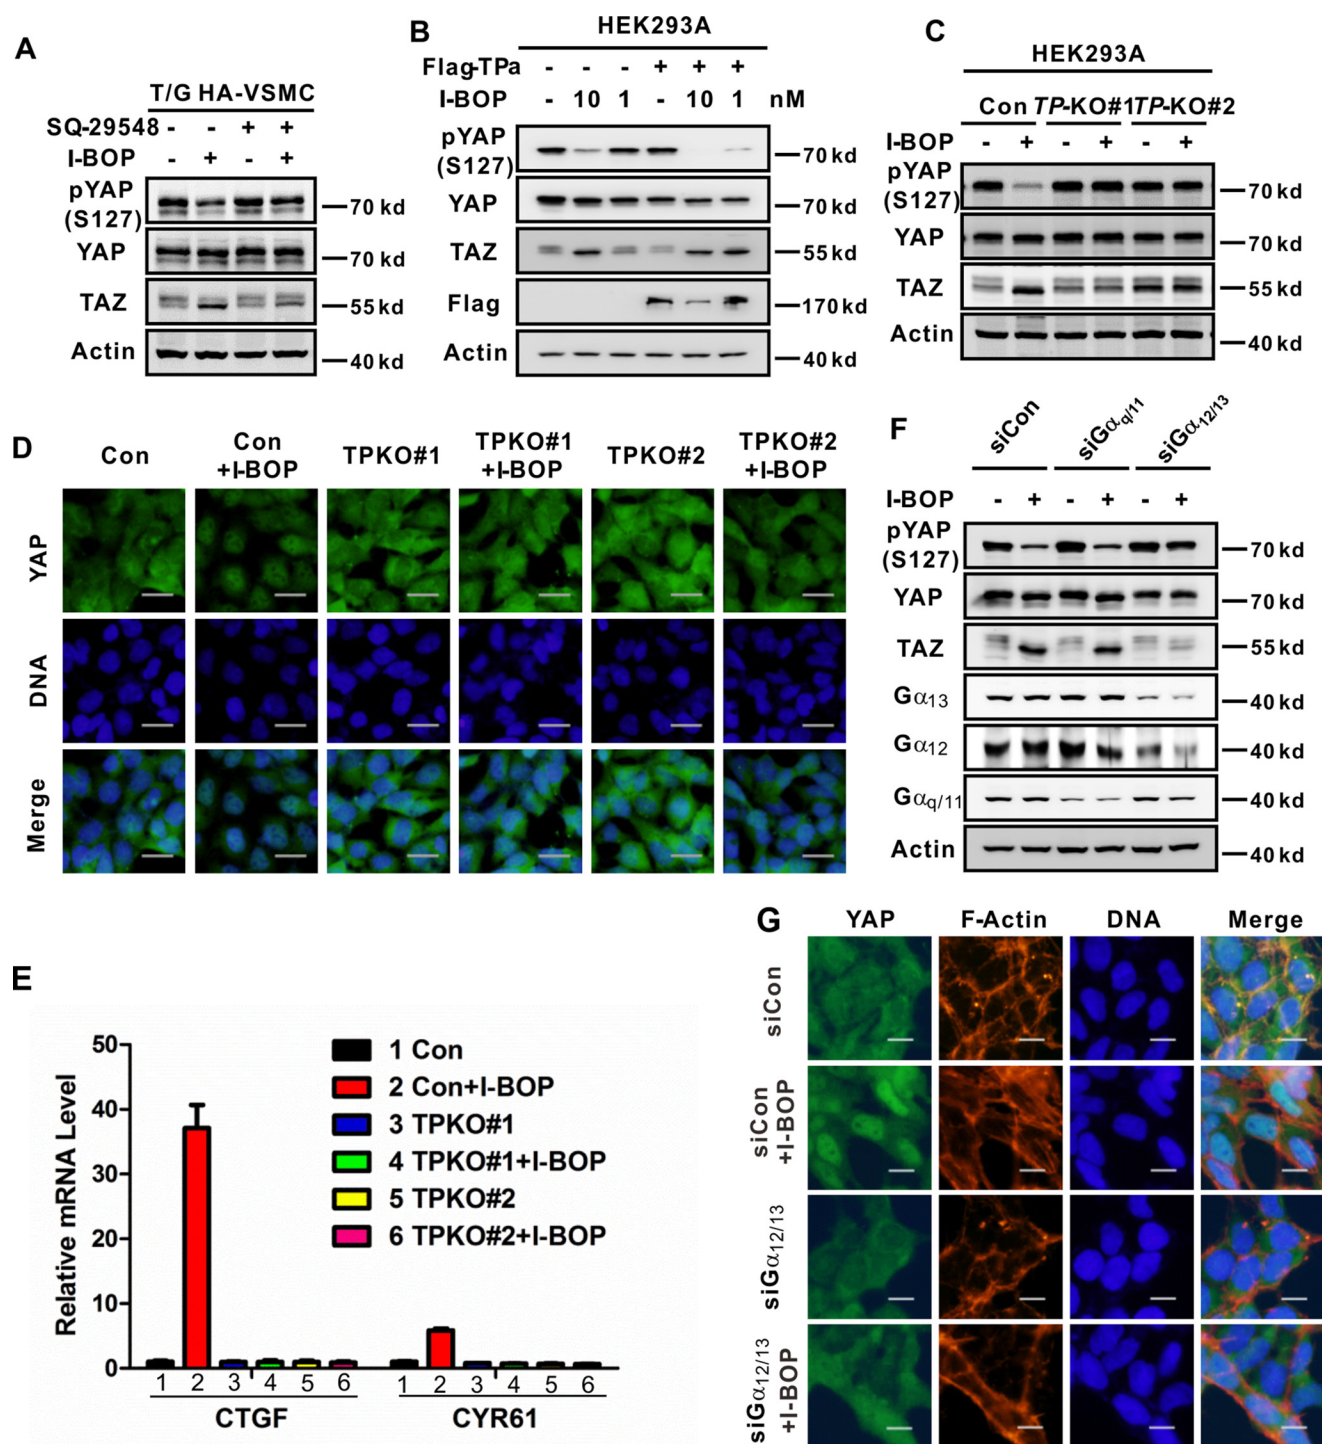 A
T/G HA-VSMC
SQ-29548 - - + +
I-BOP - + - +
pYAP
(S127)
70 kd
YAP
70 kd
TAZ
55 kd
Actin
40 kd
B
HEK293A
Flag-TPa - - - + + +
I-BOP - 10 1 - 10 1 nM
pYAP
(S127)
70 kd
YAP
70 kd
TAZ
55 kd
Flag
170 kd
Actin
40 kd
C
HEK293A
Con TP-KO#1 TP-KO#2
I-BOP - + - + - +
pYAP
(S127)
70 kd
YAP
70 kd
TAZ
55 kd
Actin
40 kd
D
Con
Con
+I-BOP
TPKO#1
TPKO#1
+I-BOP
TPKO#2
TPKO#2
+I-BOP
YAP
DNA
Merge
E
Relative mRNA Level
50
40
30
20
10
0
1 Con
2 Con+I-BOP
3 TPKO#1
4 TPKO#1+I-BOP
5 TPKO#2
6 TPKO#2+I-BOP
1 2 3 4 5 6 1 2 3 4 5 6
CTGF CYR61
F
siCon siGαq/11 siGα12/13
I-BOP - + - + - +
pYAP
(S127)
70 kd
YAP
70 kd
TAZ
55 kd
Gα13
40 kd
Gα12
40 kd
Gαq/11
40 kd
Actin
40 kd
G
YAP F-Actin DNA Merge
siCon
siCon
+I-BOP
siGα12/13
siGα12/13
+I-BOP